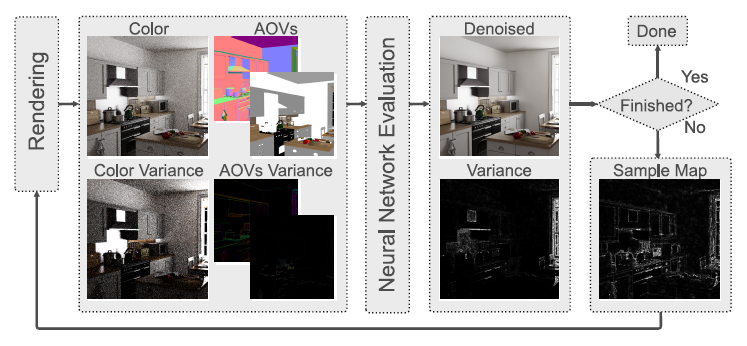 Rendering
Color
AOVs
Color Variance
AOVs Variance
Neural Network Evaluation
Denoised
Variance
Done
Yes
Finished?
No
Sample Map